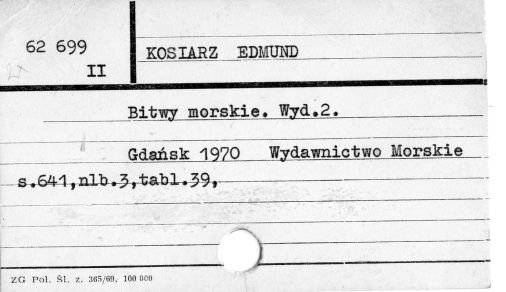 62 699
II
KOSIARZ EDMUND
Bitwy morskie. Wyd.2.
Gdańsk 1970 Wydawnictwo Morskie
s.641,nlb.3,tabl.39,
ZG Pol. Śl. z. 365/69. 100 000